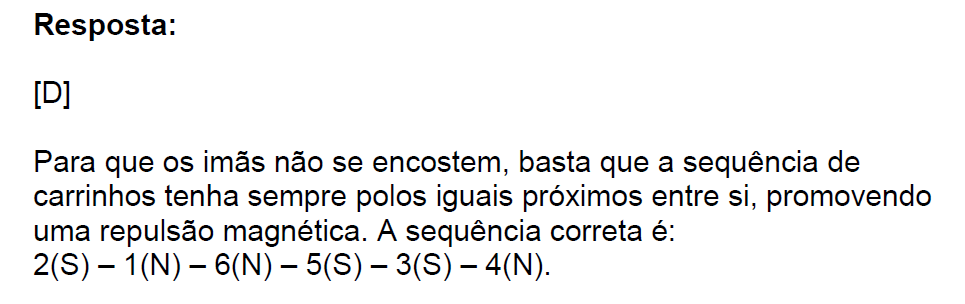 Resposta:
[D]
Para que os imãs não se encostem, basta que a sequência de
carrinhos tenha sempre polos iguais próximos entre si, promovendo
uma repulsão magnética. A sequência correta é:
2(S) – 1(N) – 6(N) – 5(S) – 3(S) – 4(N).